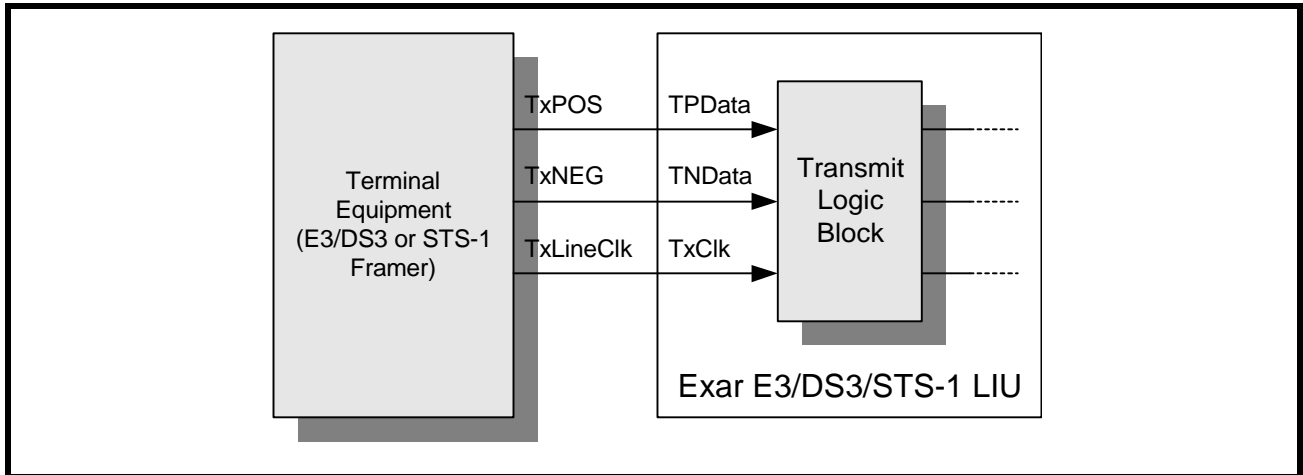 TxPOS TPData
TxNEG TNData
TxLineClk TxClk
Terminal
Equipment
(E3/DS3 or STS-1
Framer)
Transmit
Logic
Block
Exar E3/DS3/STS-1 LIU